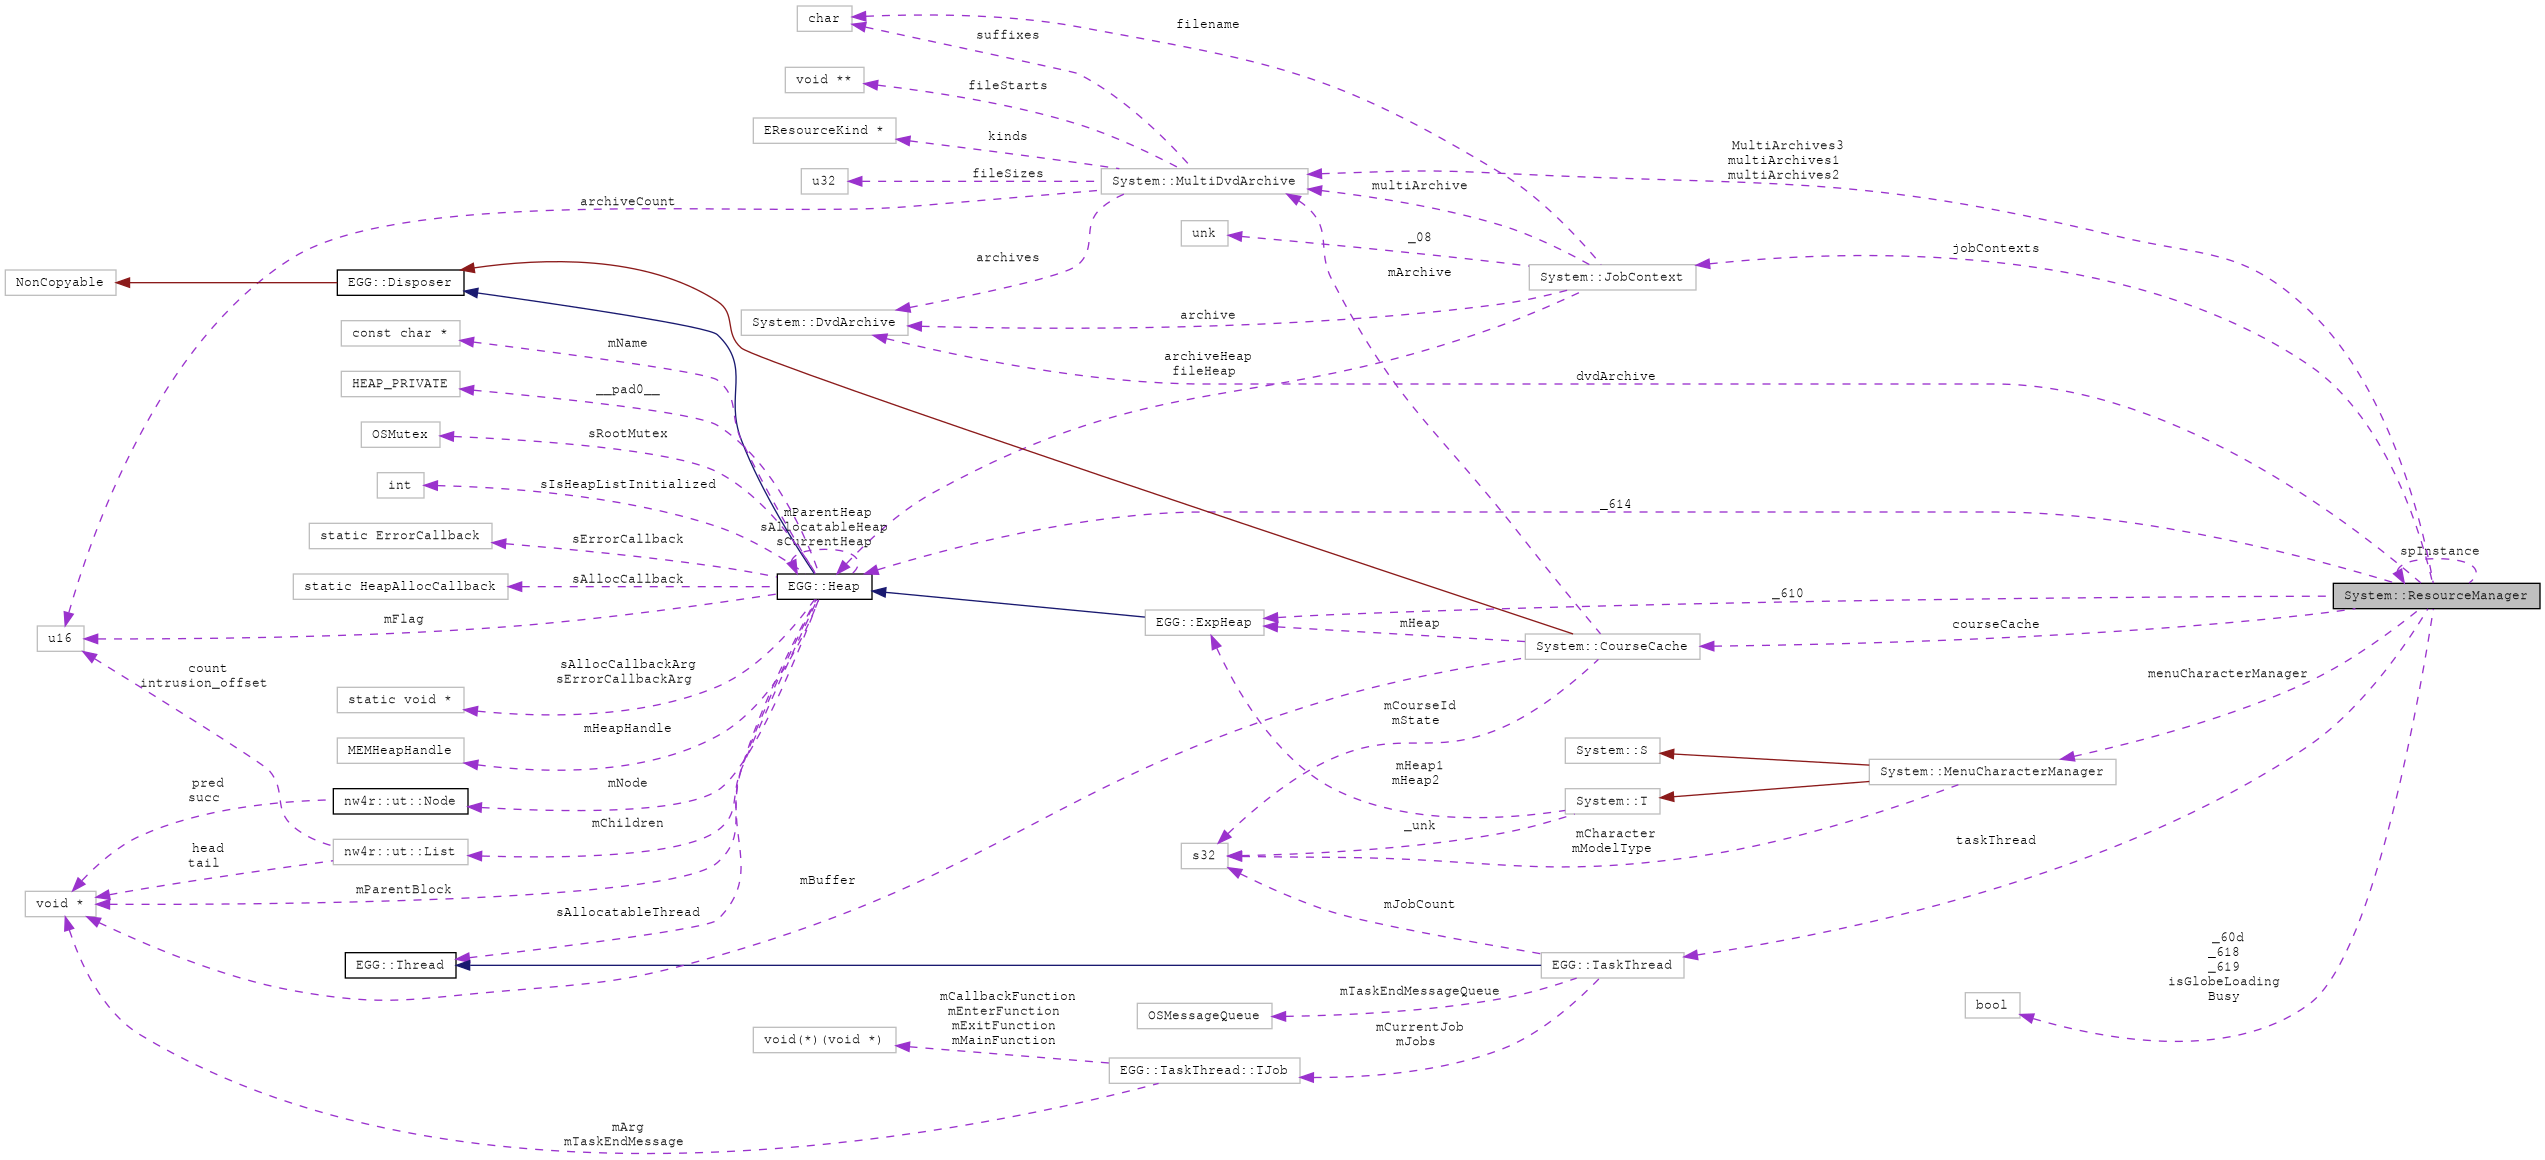 char
filename
suffixes
void **
fileStarts
EResourceKind *
kinds
MultiArchives3
multiArchives1
multiArchives2
u32
fileSizes
System::MultiDvdArchive
multiArchive
archiveCount
unk
_08
jobContexts
archives
mArchive
System::JobContext
NonCopyable
EGG::Disposer
System::DvdArchive
archive
const char *
mName
archiveHeap
fileHeap
dvdArchive
HEAP_PRIVATE
__pad0__
OSMutex
sRootMutex
int
sIsHeapListInitialized
mParentHeap
sAllocatableHeap
sCurrentHeap
_614
static ErrorCallback
sErrorCallback
spInstance
static HeapAllocCallback
sAllocCallback
EGG::Heap
_610
System::ResourceManager
mFlag
EGG::ExpHeap
mHeap
courseCache
u16
System::CourseCache
count
intrusion_offset
sAllocCallbackArg
sErrorCallbackArg
menuCharacterManager
static void *
mCourseId
mState
mHeapHandle
MEMHeapHandle
System::S
mHeap1
mHeap2
System::MenuCharacterManager
pred
succ
mNode
nw4r::ut::Node
System::T
mChildren
_unk
mCharacter
mModelType
taskThread
head
tail
nw4r::ut::List
s32
mParentBlock
mBuffer
void *
sAllocatableThread
mJobCount
_60d
_618
_619
isGlobeLoading
Busy
EGG::Thread
EGG::TaskThread
mTaskEndMessageQueue
mCallbackFunction
mEnterFunction
mExitFunction
mMainFunction
OSMessageQueue
bool
mCurrentJob
mJobs
void(*)(void *)
EGG::TaskThread::TJob
mArg
mTaskEndMessage